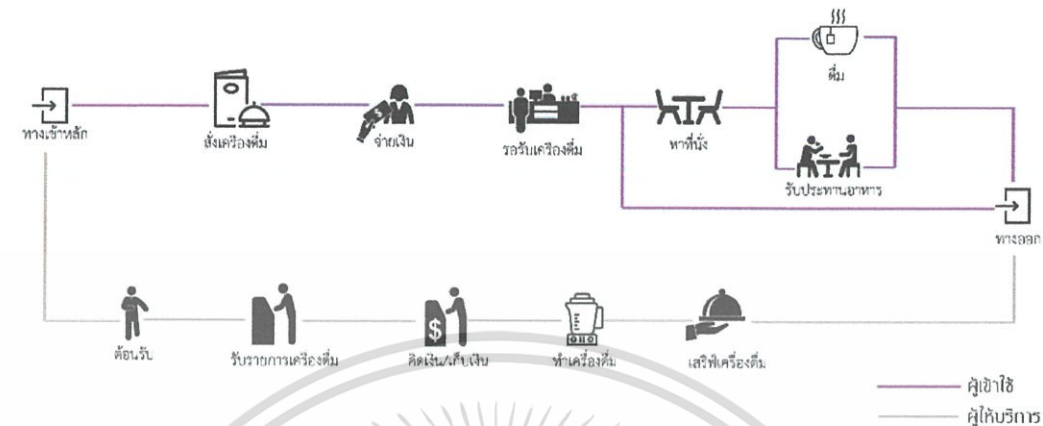 ดื่ม
ทางเข้าหลัก
สั่งเครื่องดื่ม
จ่ายเงิน
รอรับเครื่องดื่ม
หาที่นั่ง
รับประทานอาหาร
ทางออก
ต้อนรับ
รับรายการเครื่องดื่ม
$
คิดเงิน/เก็บเงิน
ทำเครื่องดื่ม
เสริฟเครื่องดื่ม
ผู้เข้าใช้
ผู้ให้บริการ